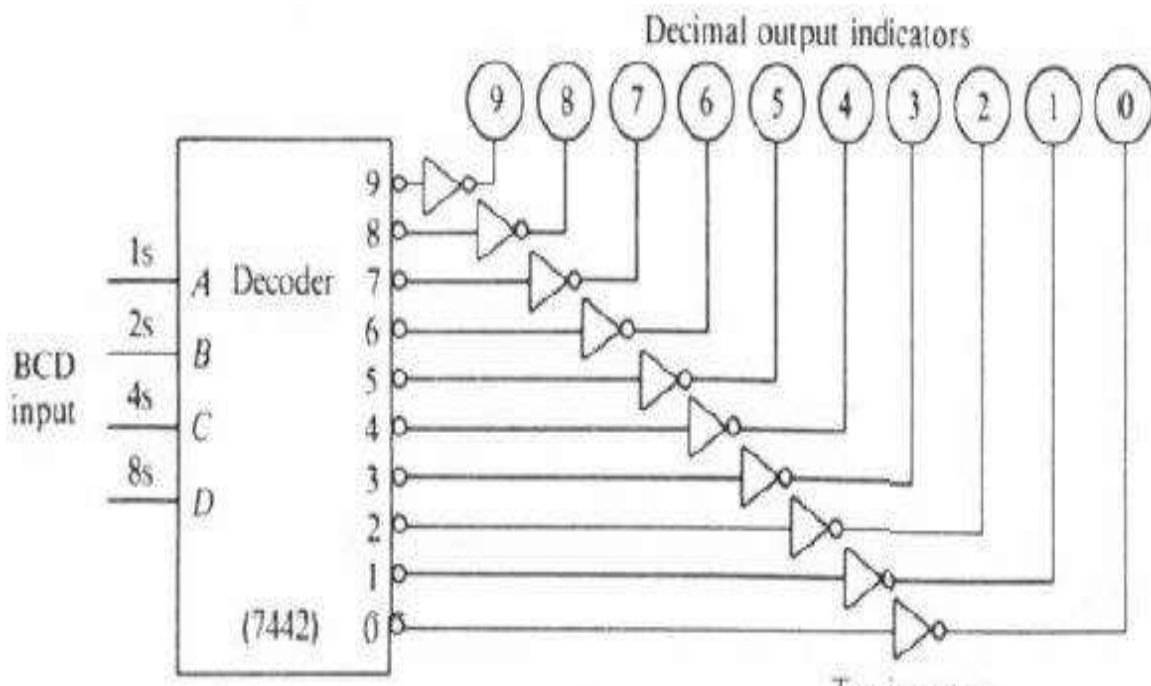 Decimal output indicators
9 8 7 6 5 4 3 2 1 0
9
8
1s
A Decoder 7
2s
6
B
BCD
input
5
4s
C
4
8s
3
D
2
1
(7442) 0